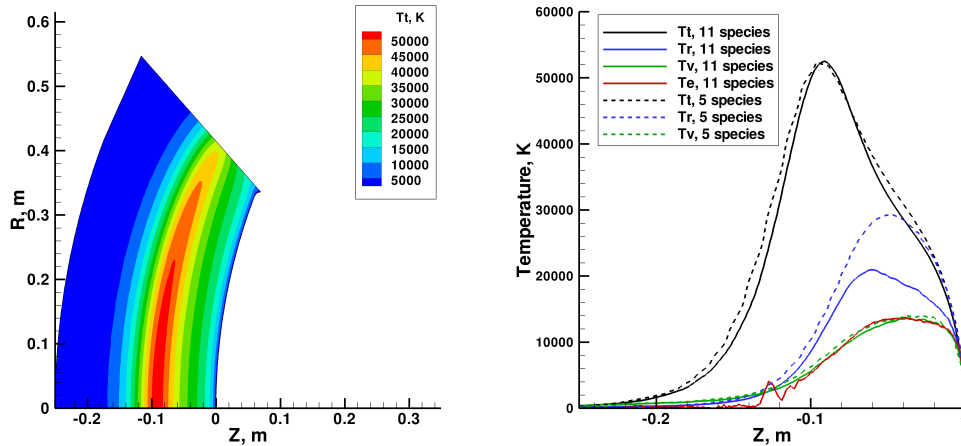 Tt, K
50000
45000
40000
35000
30000
25000
20000
15000
10000
5000
R, m
0.6
0.5
0.4
0.3
0.2
0.1
0
-0.2
-0.1
0
0.1
0.2
0.3
Z, m
Temperature, K
60000
50000
40000
30000
20000
10000
0
Tt, 11 species
Tr, 11 species
Tv, 11 species
Te, 11 species
Tt, 5 species
Tr, 5 species
Tv, 5 species
-0.2
-0.1
Z, m